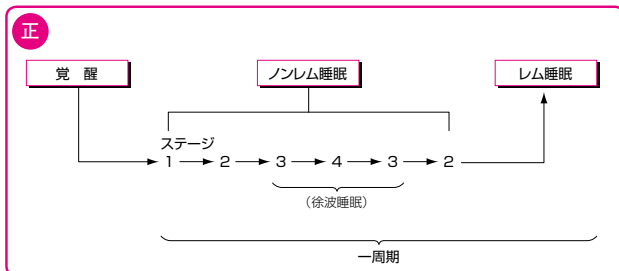 正
覚 醒
ノンレム睡眠
レム睡眠
ステージ
1 2 3 4 3 2
(徐波睡眠)
一周期